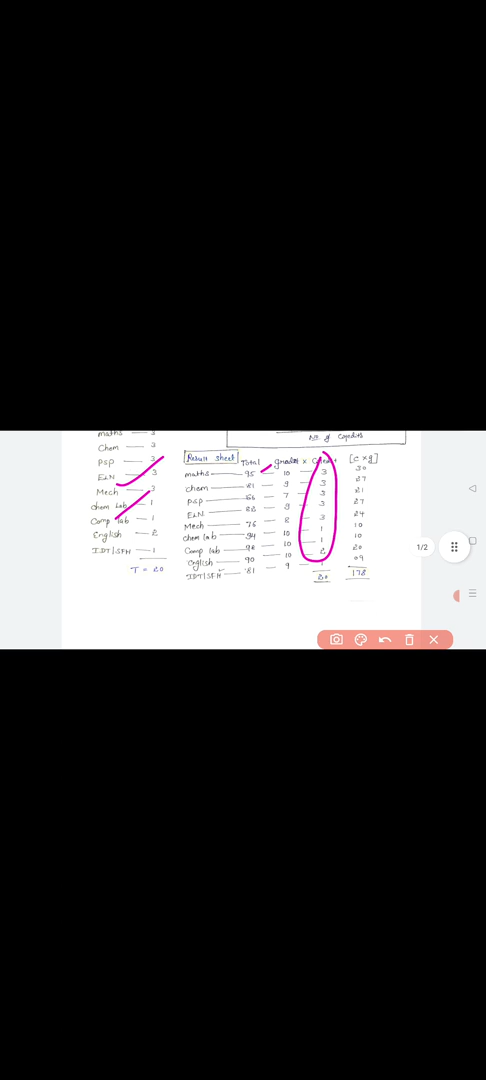 maths — 3
Chem — 3
PSP — 3
ELN — 3
Mech — 3
Chem Lab — 1
Comp lab — 1
English — 2
IDT|SFH — 1
T = 20
No. of Credits
Result sheet Total grade x Credit [c x g]
maths — 95 — 10 — 3 30
chem — 81 — 9 — 3 27
PSP — 66 — 7 — 3 21
ELN — 88 — 9 — 3 27
Mech — 76 — 8 — 3 24
chem lab — 94 — 10 — 1 10
Comp lab — 98 — 10 — 1 10
English — 90 — 10 — 2 20
IDT|SFH — 81 — 9 — 1 09
20 178
1/2